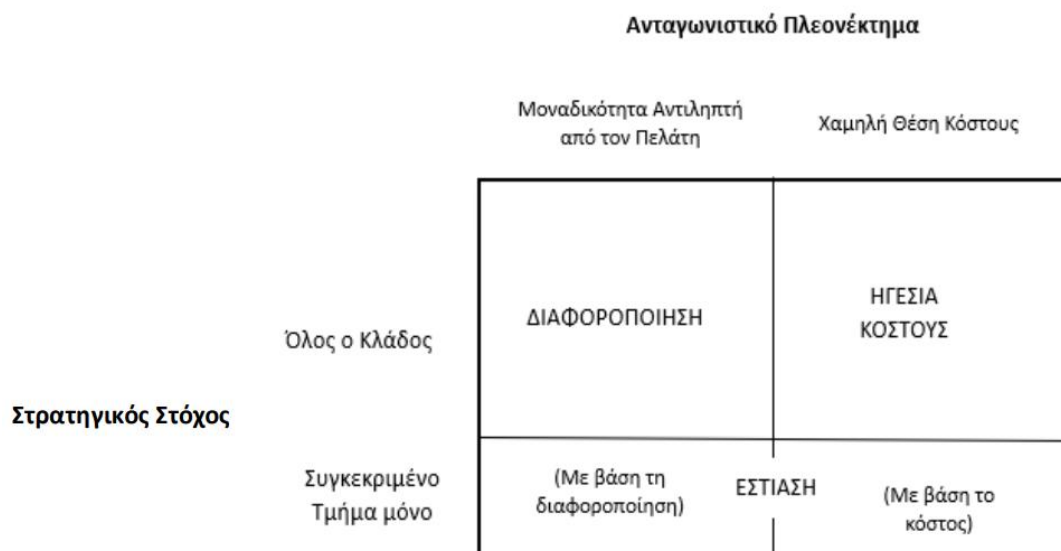 Ανταγωνιστικό Πλεονέκτημα
Μοναδικότητα Αντιληπτή
από τον Πελάτη
Χαμηλή Θέση Κόστους
Όλος ο Κλάδος
ΔΙΑΦΟΡΟΠΟΙΗΣΗ
ΗΓΕΣΙΑ
ΚΟΣΤΟΥΣ
Στρατηγικός Στόχος
Συγκεκριμένο
Τμήμα μόνο
(Με βάση τη
διαφοροποίηση)
ΕΣΤΙΑΣΗ
(Με βάση το
κόστος)